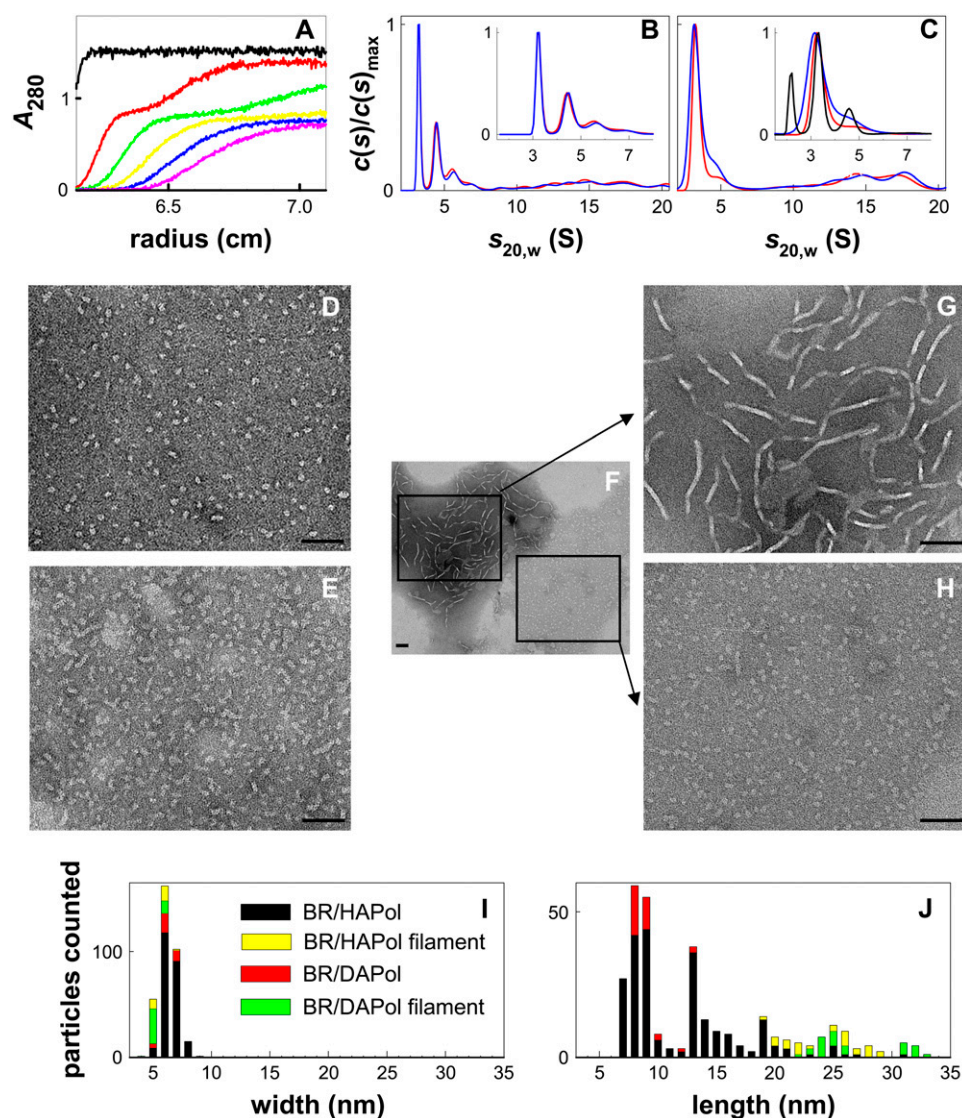 A
A280
1
0
6.5
7.0
radius (cm)
B
c(s)/c(s)max
1
0
1
0
3
5
7
5
10
15
20
s20,w (S)
C
1
0
3
5
7
5
10
15
20
s20,w (S)
D
E
F
G
H
I
particles counted
100
0
5
10
15
20
25
30
35
width (nm)
BR/HAPol
BR/HAPol filament
BR/DAPol
BR/DAPol filament
J
50
0
5
10
15
20
25
30
35
length (nm)